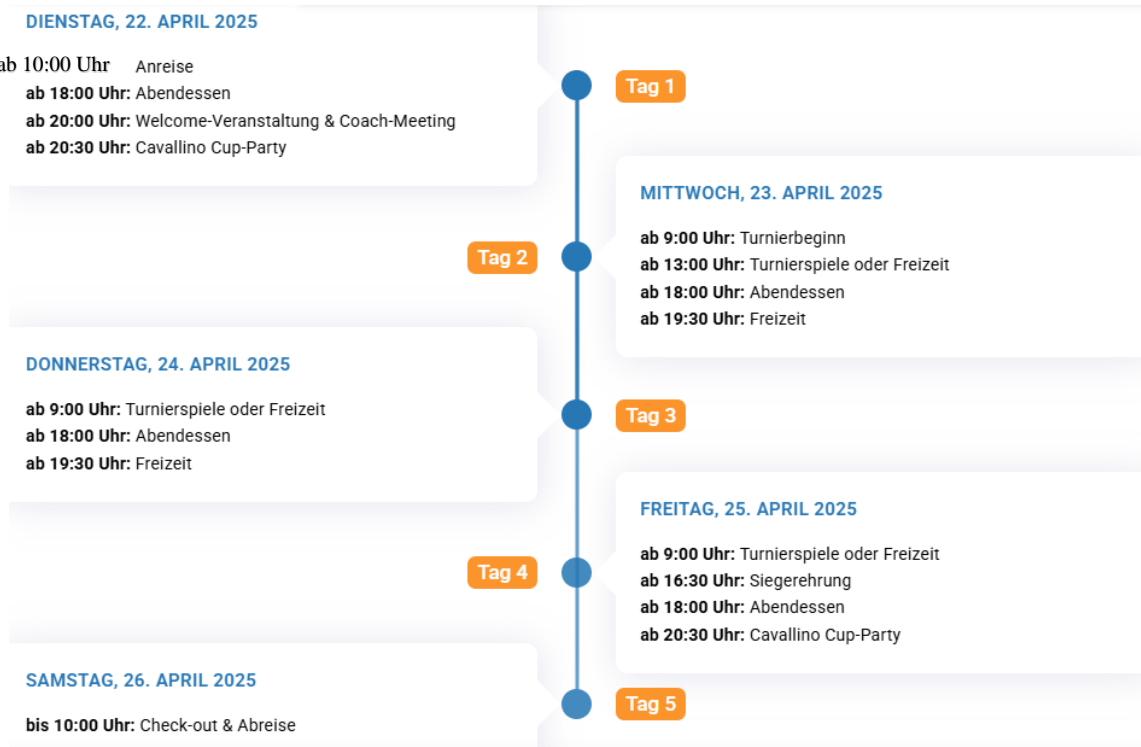 DIENSTAG, 22. APRIL 2025
ab 10:00 Uhr Anreise
ab 18:00 Uhr: Abendessen
ab 20:00 Uhr: Welcome-Veranstaltung & Coach-Meeting
ab 20:30 Uhr: Cavallino Cup-Party
Tag 1
MITTWOCH, 23. APRIL 2025
ab 9:00 Uhr: Turnierbeginn
ab 13:00 Uhr: Turnierspiele oder Freizeit
ab 18:00 Uhr: Abendessen
ab 19:30 Uhr: Freizeit
Tag 2
DONNERSTAG, 24. APRIL 2025
ab 9:00 Uhr: Turnierspiele oder Freizeit
ab 18:00 Uhr: Abendessen
ab 19:30 Uhr: Freizeit
Tag 3
FREITAG, 25. APRIL 2025
ab 9:00 Uhr: Turnierspiele oder Freizeit
ab 16:30 Uhr: Siegerehrung
ab 18:00 Uhr: Abendessen
ab 20:30 Uhr: Cavallino Cup-Party
Tag 4
SAMSTAG, 26. APRIL 2025
bis 10:00 Uhr: Check-out & Abreise
Tag 5